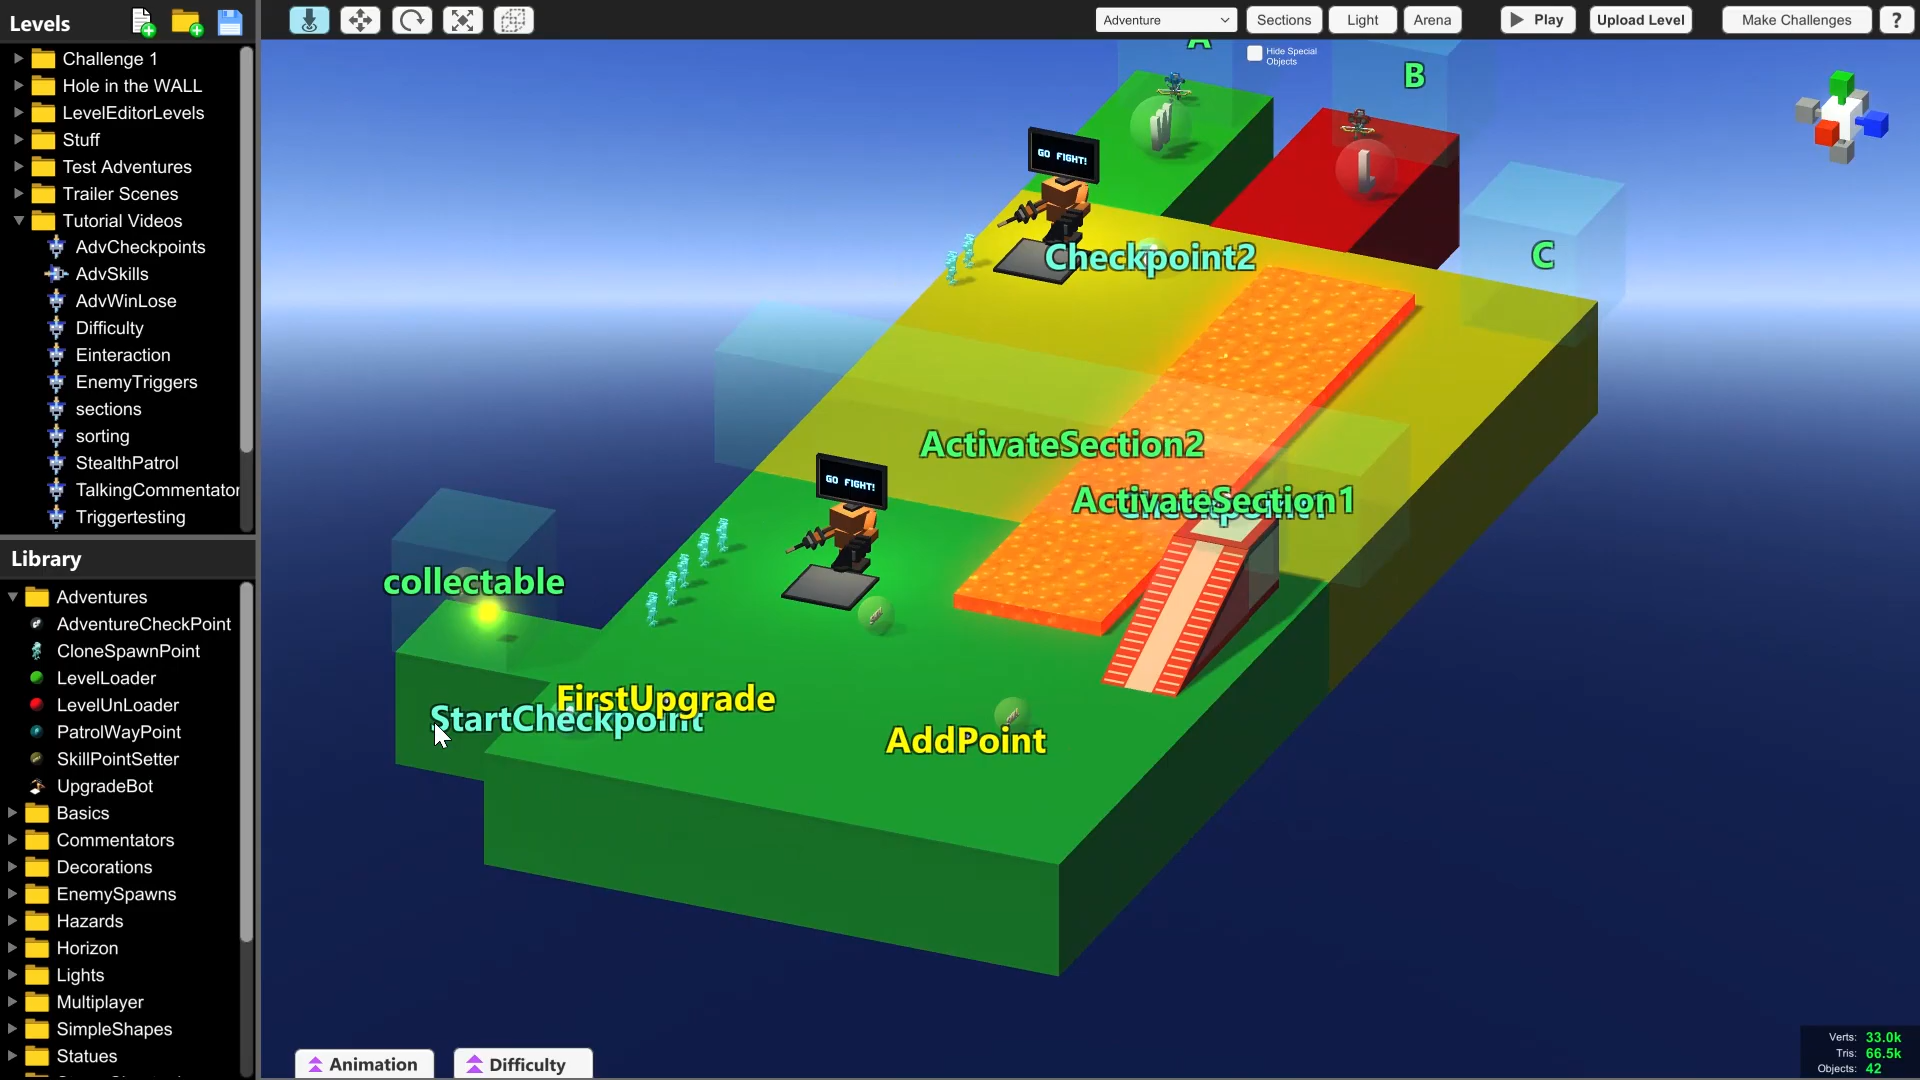 Levels
Challenge 1
Hole in the WALL
LevelEditorLevels
Stuff
Test Adventures
Trailer Scenes
Tutorial Videos
AdvCheckpoints
AdvSkills
AdvWinLose
Difficulty
Einteraction
EnemyTriggers
sections
sorting
StealthPatrol
TalkingCommentator
Triggertesting
Library
Adventures
AdventureCheckPoint
CloneSpawnPoint
LevelLoader
LevelUnLoader
PatrolWayPoint
SkillPointSetter
UpgradeBot
Basics
Commentators
Decorations
EnemySpawns
Hazards
Horizon
Lights
Multiplayer
SimpleShapes
Statues
Adventure
Sections
Light
Arena
Play
Upload Level
Make Challenges
?
Hide Special
Objects
A
B
GO FIGHT!
Checkpoint2
C
ActivateSection2
GO FIGHT!
ActivateSection1
collectable
FirstUpgrade
StartCheckpoint
AddPoint
Animation
Difficulty
Verts: 33.0k
Tris: 66.5k
Objects: 42